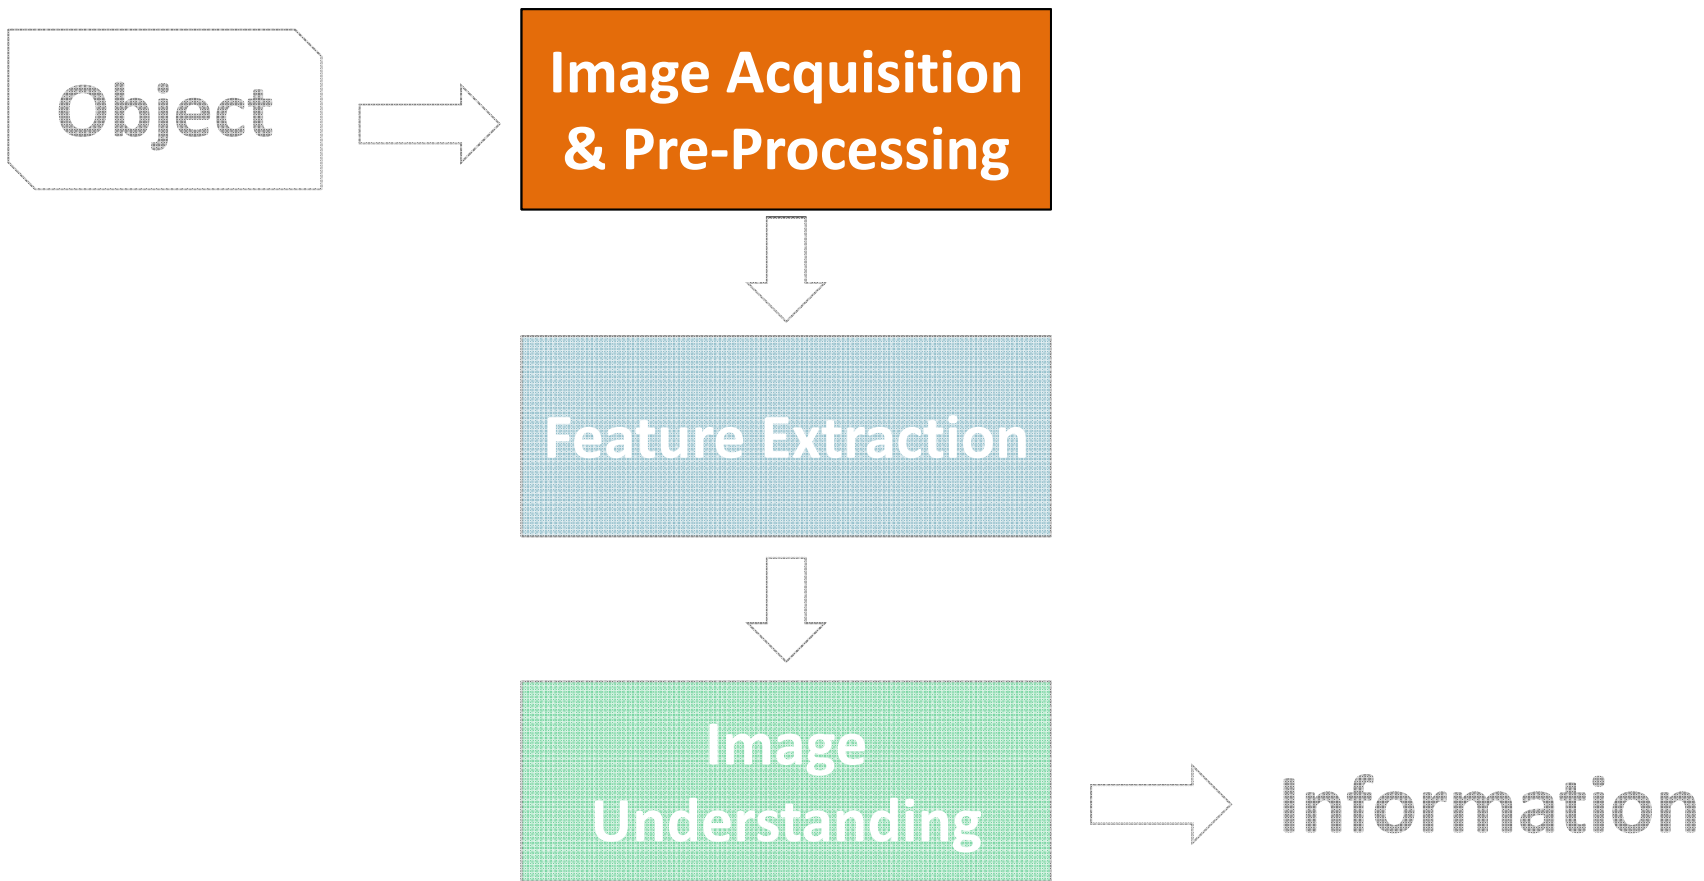 Object
Image Acquisition
& Pre-Processing
Feature Extraction
Image
Understanding
Information